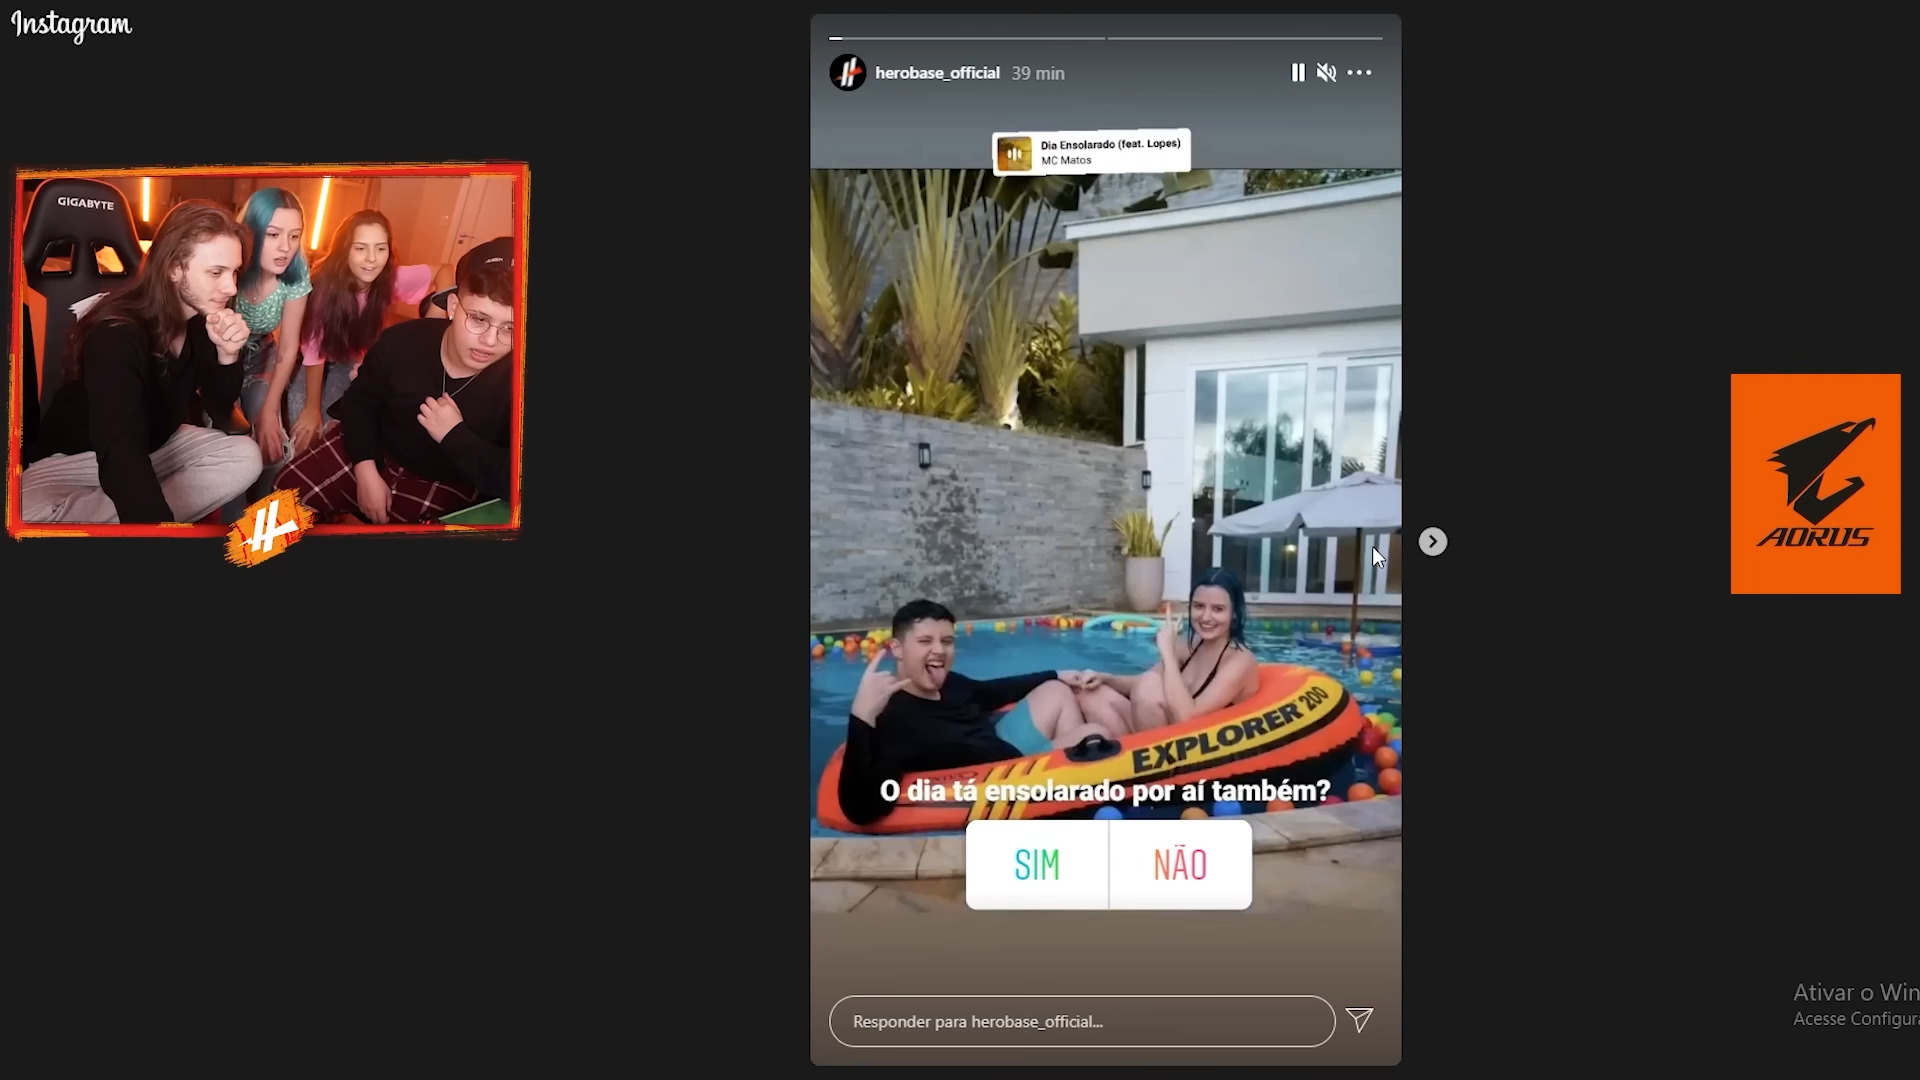 Instagram
herobase_official 39 min
Dia Ensolarado (feat. Lopes)
MC Matos
GIGABYTE
EXPLORER 200
O dia tá ensolarado por aí também?
SIM
NÃO
AORUS
Responder para herobase_official...
Ativar o Win
Acesse Configura